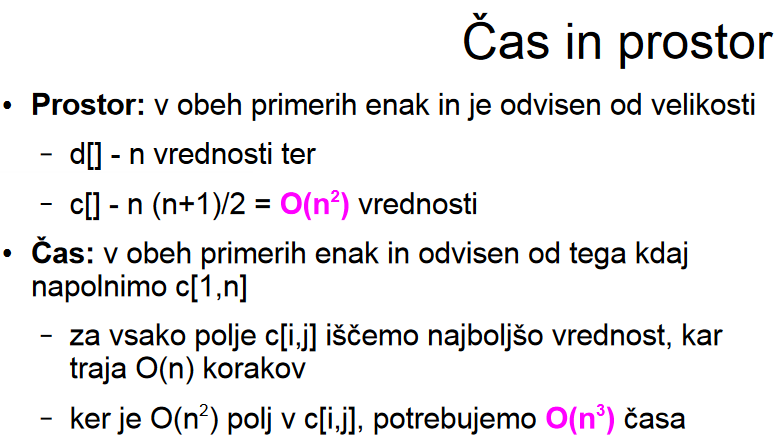 Čas in prostor
• Prostor: v obeh primerih enak in je odvisen od velikosti
– d[] - n vrednosti ter
– c[] - n (n+1)/2 = O(n²) vrednosti
• Čas: v obeh primerih enak in odvisen od tega kdaj
napolnimo c[1,n]
– za vsako polje c[i,j] iščemo najboljšo vrednost, kar
traja O(n) korakov
– ker je O(n²) polj v c[i,j], potrebujemo O(n³) časa